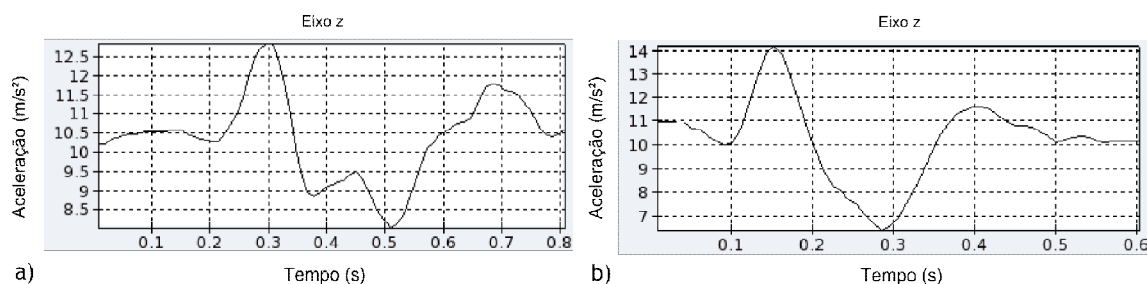 Eixo z
12.5
12
11.5
11
10.5
10
9.5
9
8.5
Aceleração (m/s²)
0.1 0.2 0.3 0.4 0.5 0.6 0.7 0.8
Tempo (s)
a)
Eixo z
14
13
12
11
10
9
8
7
Aceleração (m/s²)
0.1 0.2 0.3 0.4 0.5 0.6
Tempo (s)
b)